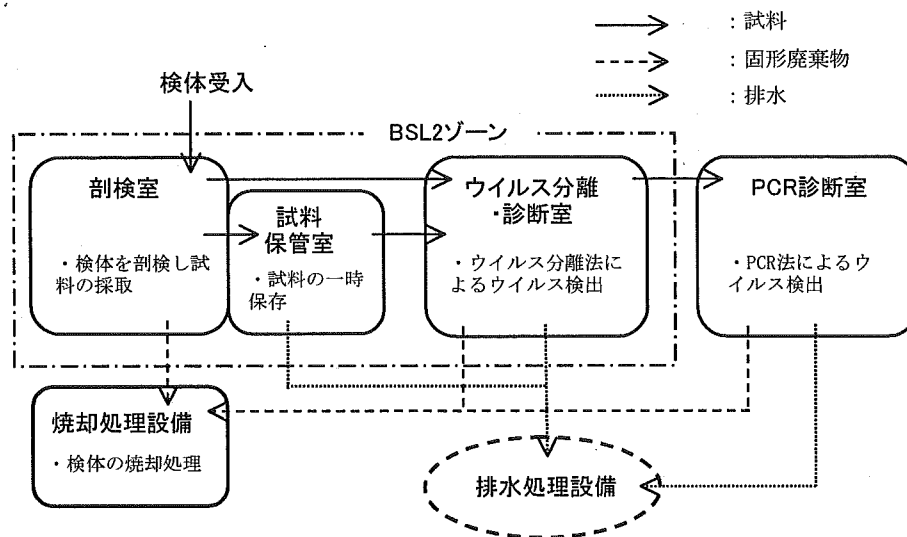 ：試料
：固形廃棄物
：排水
検体受入
BSL2ゾーン
剖検室
・検体を剖検し試
料の採取
試料
保管室
・試料の一時
保存
ウイルス分離
・診断室
・ウイルス分離法に
よるウイルス検出
PCR診断室
・PCR法によるウ
イルス検出
焼却処理設備
・検体の焼却処理
排水処理設備